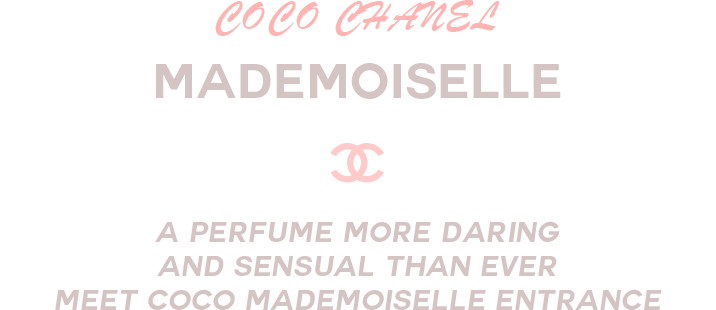 COCO CHANEL
MADEMOISELLE
A PERFUME MORE DARING
AND SENSUAL THAN EVER
MEET COCO MADEMOISELLE ENTRANCE